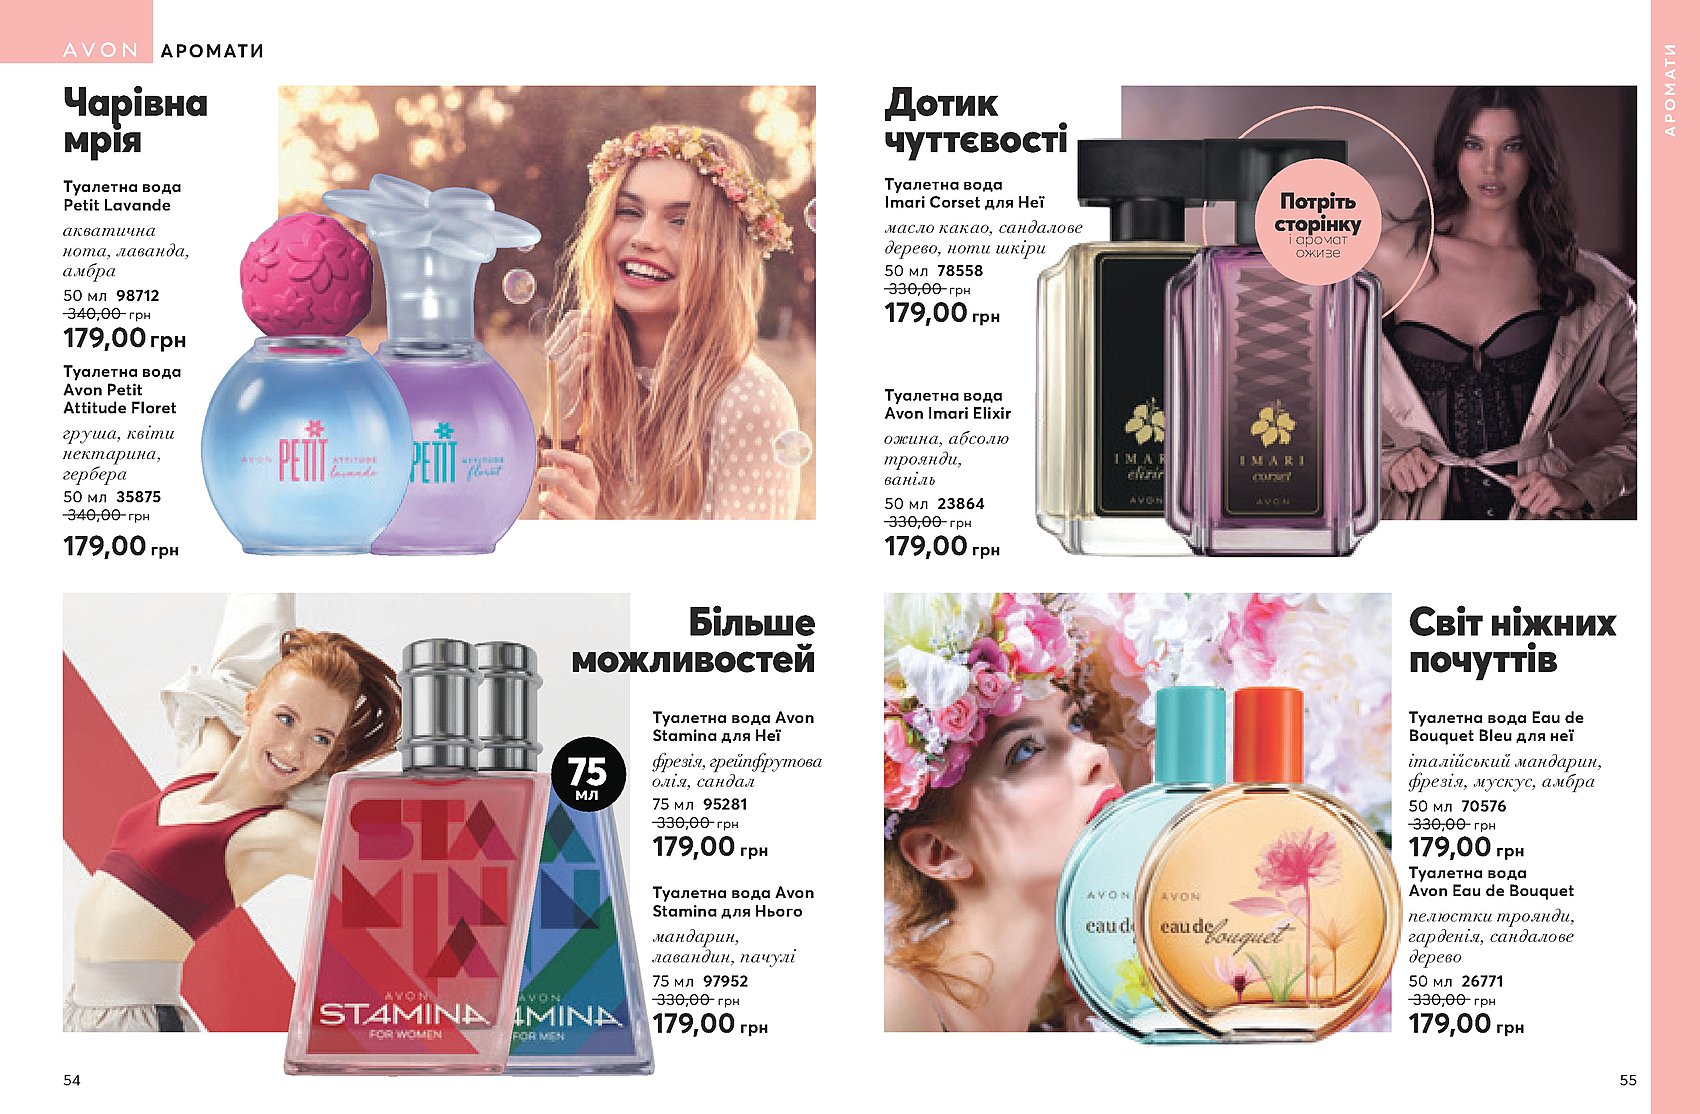 AVON АРОМАТИ
Чарівна
мрія
Туалетна вода
Petit Lavande
акватична
нота, лаванда,
амбра
50 мл 98712
340,00 грн
179,00 грн
Туалетна вода
Avon Petit
Attitude Floret
груша, квіти
нектарина,
гербера
50 мл 35875
340,00 грн
179,00 грн
AVON PETIT ATTITUDE lavande
PETIT ATTITUDE floret
Більше
можливостей
75
мл
Туалетна вода Avon
Stamina для Неї
фрезія, грейпфрутова
олія, сандал
75 мл 95281
330,00 грн
179,00 грн
Туалетна вода Avon
Stamina для Нього
мандарин,
лавандин, пачулі
75 мл 97952
330,00 грн
179,00 грн
STA
MIN
A
AVON
STAMINA
FOR WOMEN
AVON
AMINA
FOR MEN
54
Дотик
чуттєвості
Туалетна вода
Imari Corset для Неї
масло какао, сандалове
дерево, ноти шкіри
50 мл 78558
330,00 грн
179,00 грн
Туалетна вода
Avon Imari Elixir
ожина, абсолю
троянди,
ваніль
50 мл 23864
330,00 грн
179,00 грн
Потріть
сторінку
і аромат
оживе
IMAR
elixir
AVON
IMARI
corset
AVON
Світ ніжних
почуттів
Туалетна вода Eau de
Bouquet Bleu для неї
італійський мандарин,
фрезія, мускус, амбра
50 мл 70576
330,00 грн
179,00 грн
Туалетна вода
Avon Eau de Bouquet
пелюстки троянди,
гарденія, сандалове
дерево
50 мл 26771
330,00 грн
179,00 грн
AVON
eau de
AVON
eau de
bouquet
55
АРОМАТИ